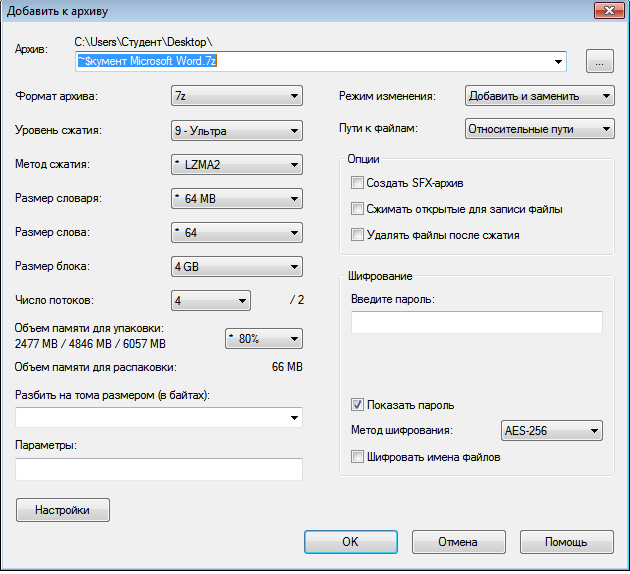 Добавить к архиву
Архив:
C:\Users\Студент\Desktop\
~$кумент Microsoft Word.7z
...
Формат архива:
7z
Уровень сжатия:
9 - Ультра
Метод сжатия:
* LZMA2
Размер словаря:
* 64 MB
Размер слова:
* 64
Размер блока:
4 GB
Число потоков:
4
/ 2
Объем памяти для упаковки:
2477 MB / 4846 MB / 6057 MB
* 80%
Объем памяти для распаковки:
66 MB
Разбить на тома размером (в байтах):
Параметры:
Настройки
Режим изменения:
Добавить и заменить
Пути к файлам:
Относительные пути
Опции
Создать SFX-архив
Сжимать открытые для записи файлы
Удалять файлы после сжатия
Шифрование
Введите пароль:
Показать пароль
Метод шифрования:
AES-256
Шифровать имена файлов
OK
Отмена
Помощь